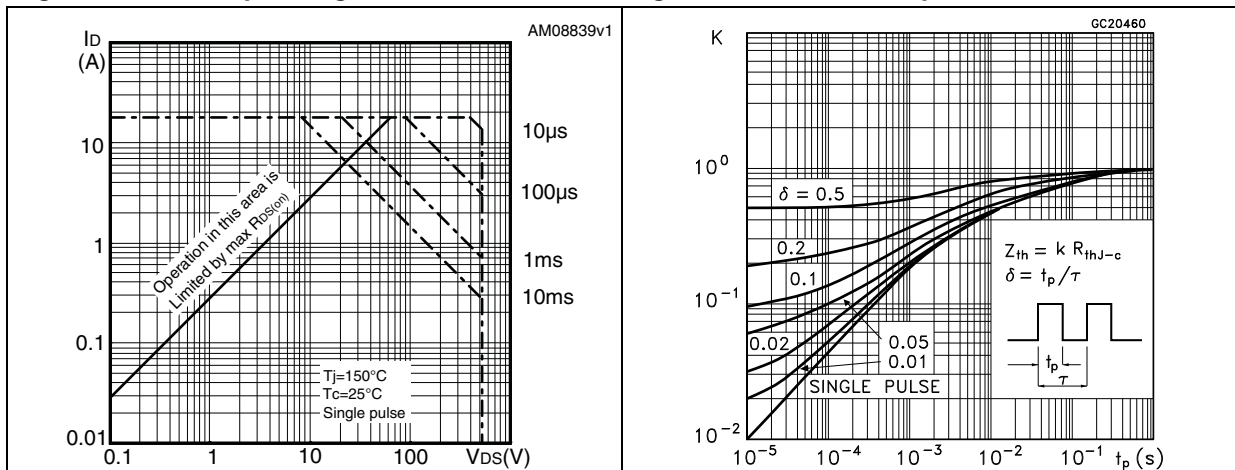 AM08839v1
ID
(A)
10
1
0.1
0.01
0.1
1
10
100
VDS(V)
10µs
100µs
1ms
10ms
Operation in this area is
Limited by max RDS(on)
Tj=150°C
Tc=25°C
Single pulse
GC20460
K
10⁰
10⁻¹
10⁻²
10⁻⁵
10⁻⁴
10⁻³
10⁻²
10⁻¹
tp (s)
δ = 0.5
0.2
0.1
0.05
0.02
0.01
SINGLE PULSE
Zth = k RthJ-c
δ = tp/τ
tp
τ